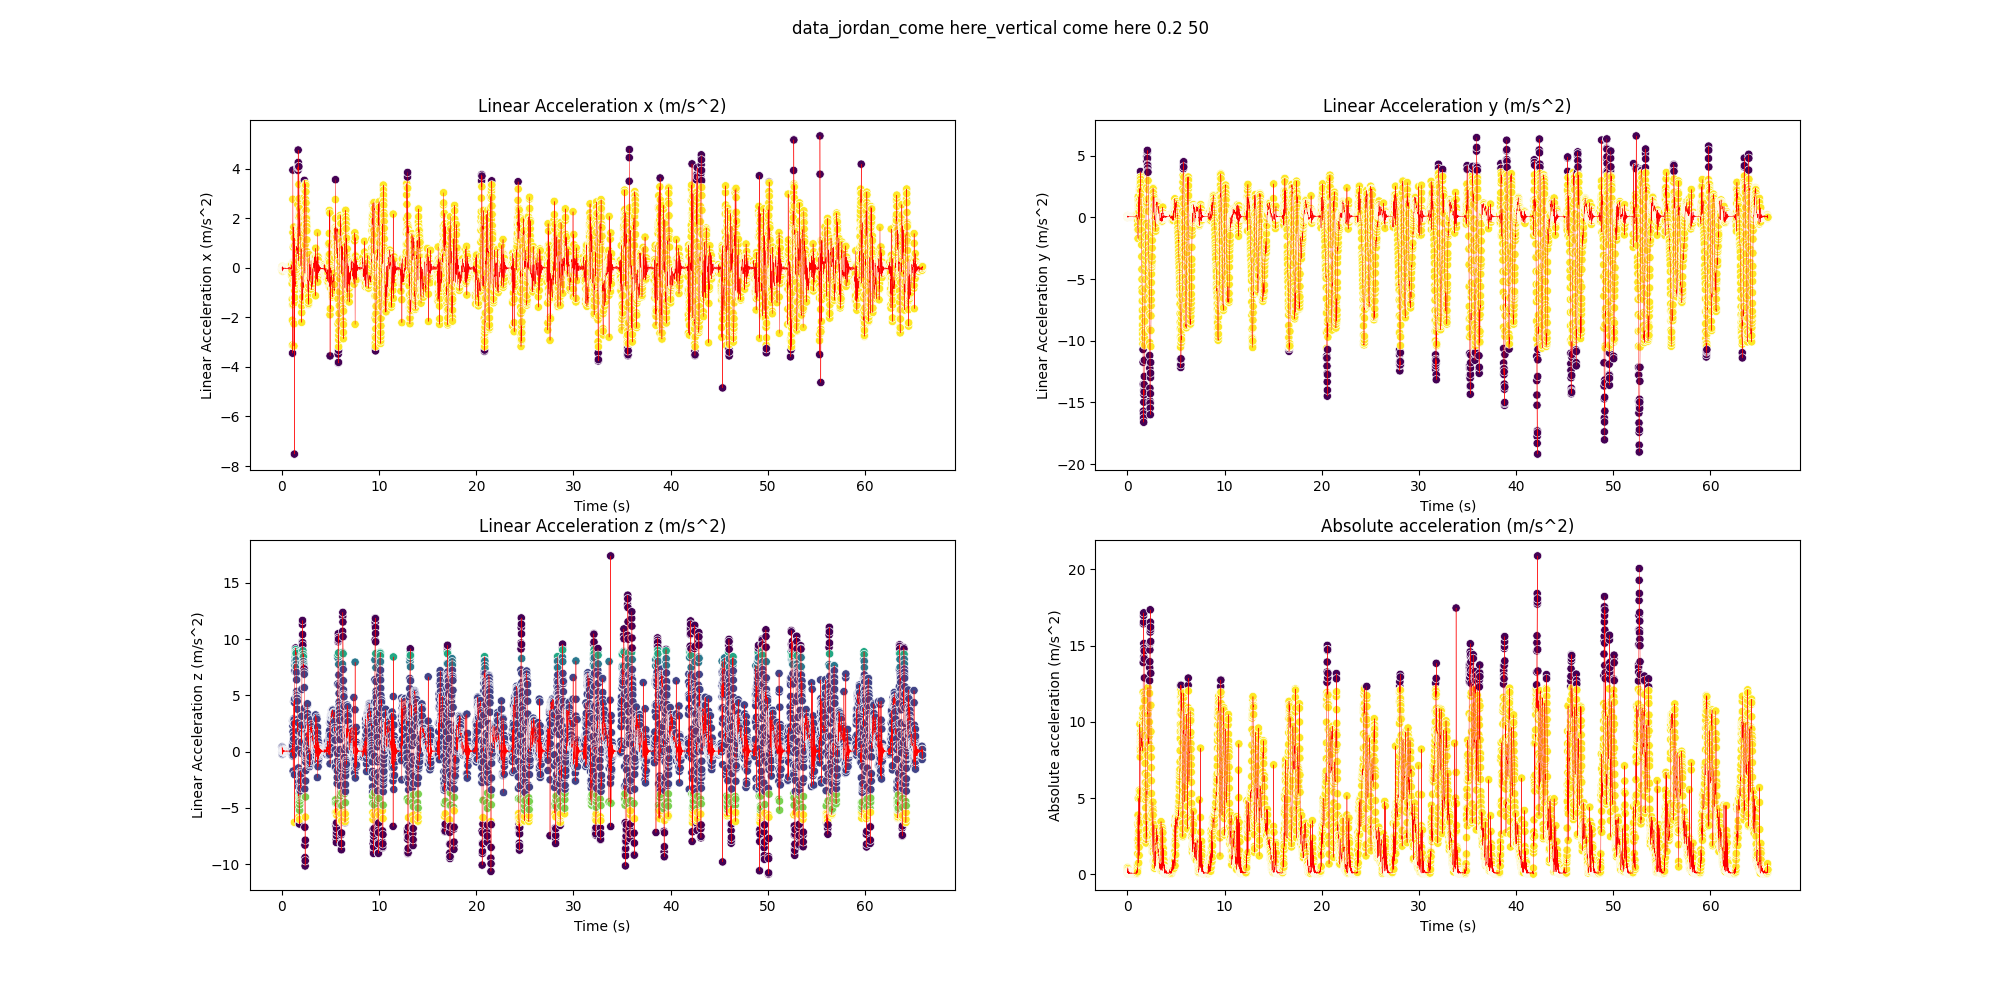 data_jordan_come here_vertical come here 0.2 50
Linear Acceleration x (m/s^2)
Linear Acceleration x (m/s^2)
4
2
0
−2
−4
−6
−8
0 10 20 30 40 50 60
Time (s)
Linear Acceleration y (m/s^2)
Linear Acceleration y (m/s^2)
5
0
−5
−10
−15
−20
0 10 20 30 40 50 60
Time (s)
Linear Acceleration z (m/s^2)
Linear Acceleration z (m/s^2)
15
10
5
0
−5
−10
0 10 20 30 40 50 60
Time (s)
Absolute acceleration (m/s^2)
Absolute acceleration (m/s^2)
20
15
10
5
0
0 10 20 30 40 50 60
Time (s)